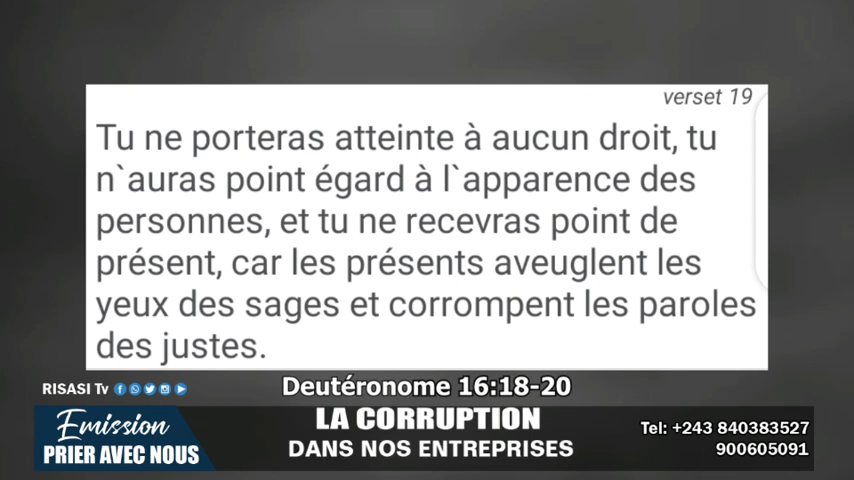 verset 19
Tu ne porteras atteinte à aucun droit, tu
n`auras point égard à l`apparence des
personnes, et tu ne recevras point de
présent, car les présents aveuglent les
yeux des sages et corrompent les paroles
des justes.
RISASI Tv
Deutéronome 16:18-20
Emission
PRIER AVEC NOUS
LA CORRUPTION
DANS NOS ENTREPRISES
Tel: +243 840383527
900605091